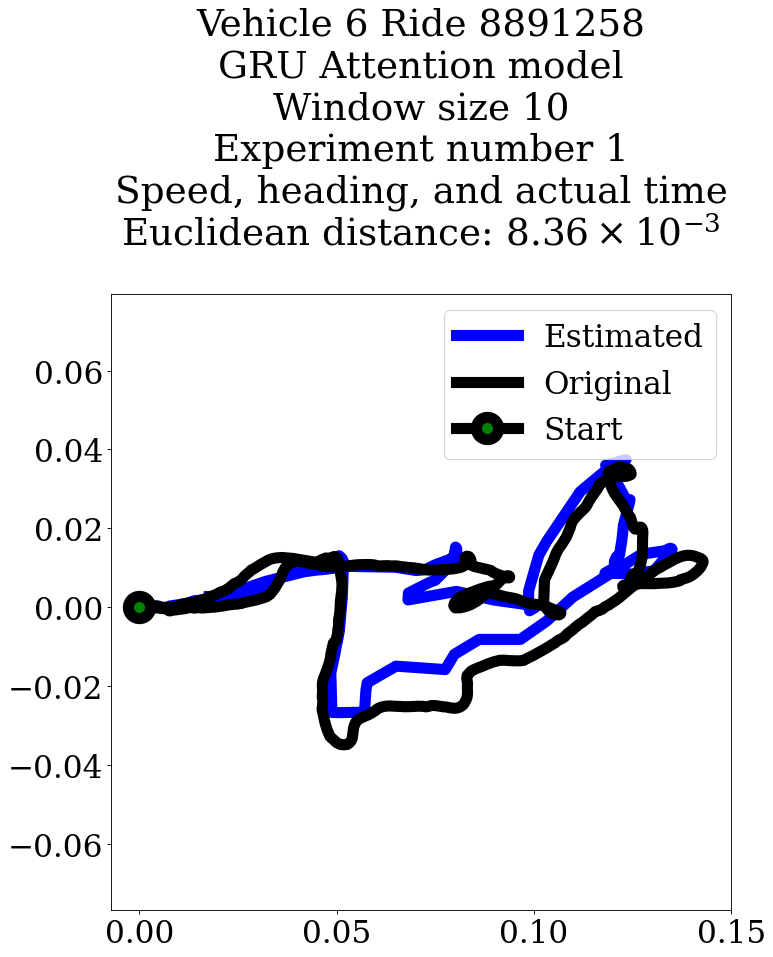 Vehicle 6 Ride 8891258
GRU Attention model
Window size 10
Experiment number 1
Speed, heading, and actual time
Euclidean distance: 8.36 × 10⁻³
Estimated
Original
Start
0.06
0.04
0.02
0.00
−0.02
−0.04
−0.06
0.00 0.05 0.10 0.15